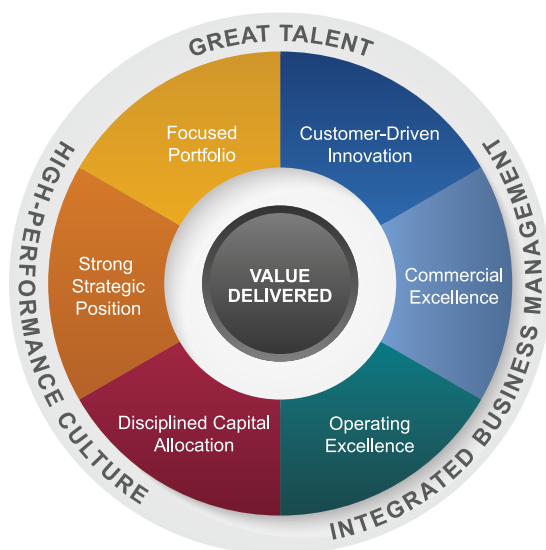 GREAT TALENT
HIGH-PERFORMANCE CULTURE
INTEGRATED BUSINESS MANAGEMENT
Focused
Portfolio
Customer-Driven
Innovation
Strong
Strategic
Position
VALUE
DELIVERED
Commercial
Excellence
Disciplined Capital
Allocation
Operating
Excellence